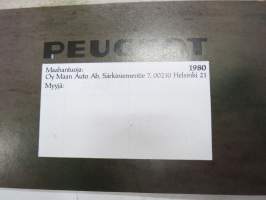 PEUGEOT
Maahantuoja: 1980
Oy Maan Auto Ab, Särkiniementie 7, 00210 Helsinki 21
Myyjä: